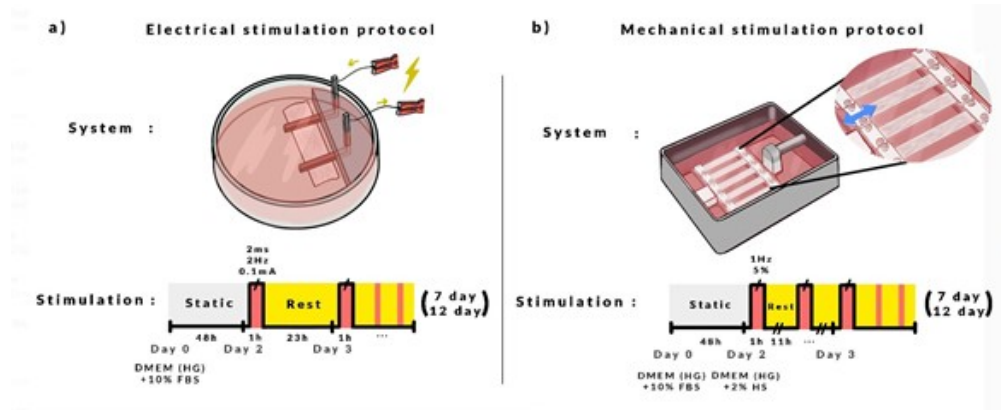 a) Electrical stimulation protocol
System :
2ms
2Hz
0.1mA
Stimulation : Static Rest (7 day
12 day)
48h 1h 23h 1h ...
Day 0 Day 2 Day 3
DMEM (HG)
+10% FBS
b) Mechanical stimulation protocol
System :
1Hz
5%
Stimulation : Static Rest (7 day
12 day)
48h 1h 11h ...
Day 0 Day 2 Day 3
DMEM (HG) DMEM (HG)
+10% FBS +2% HS